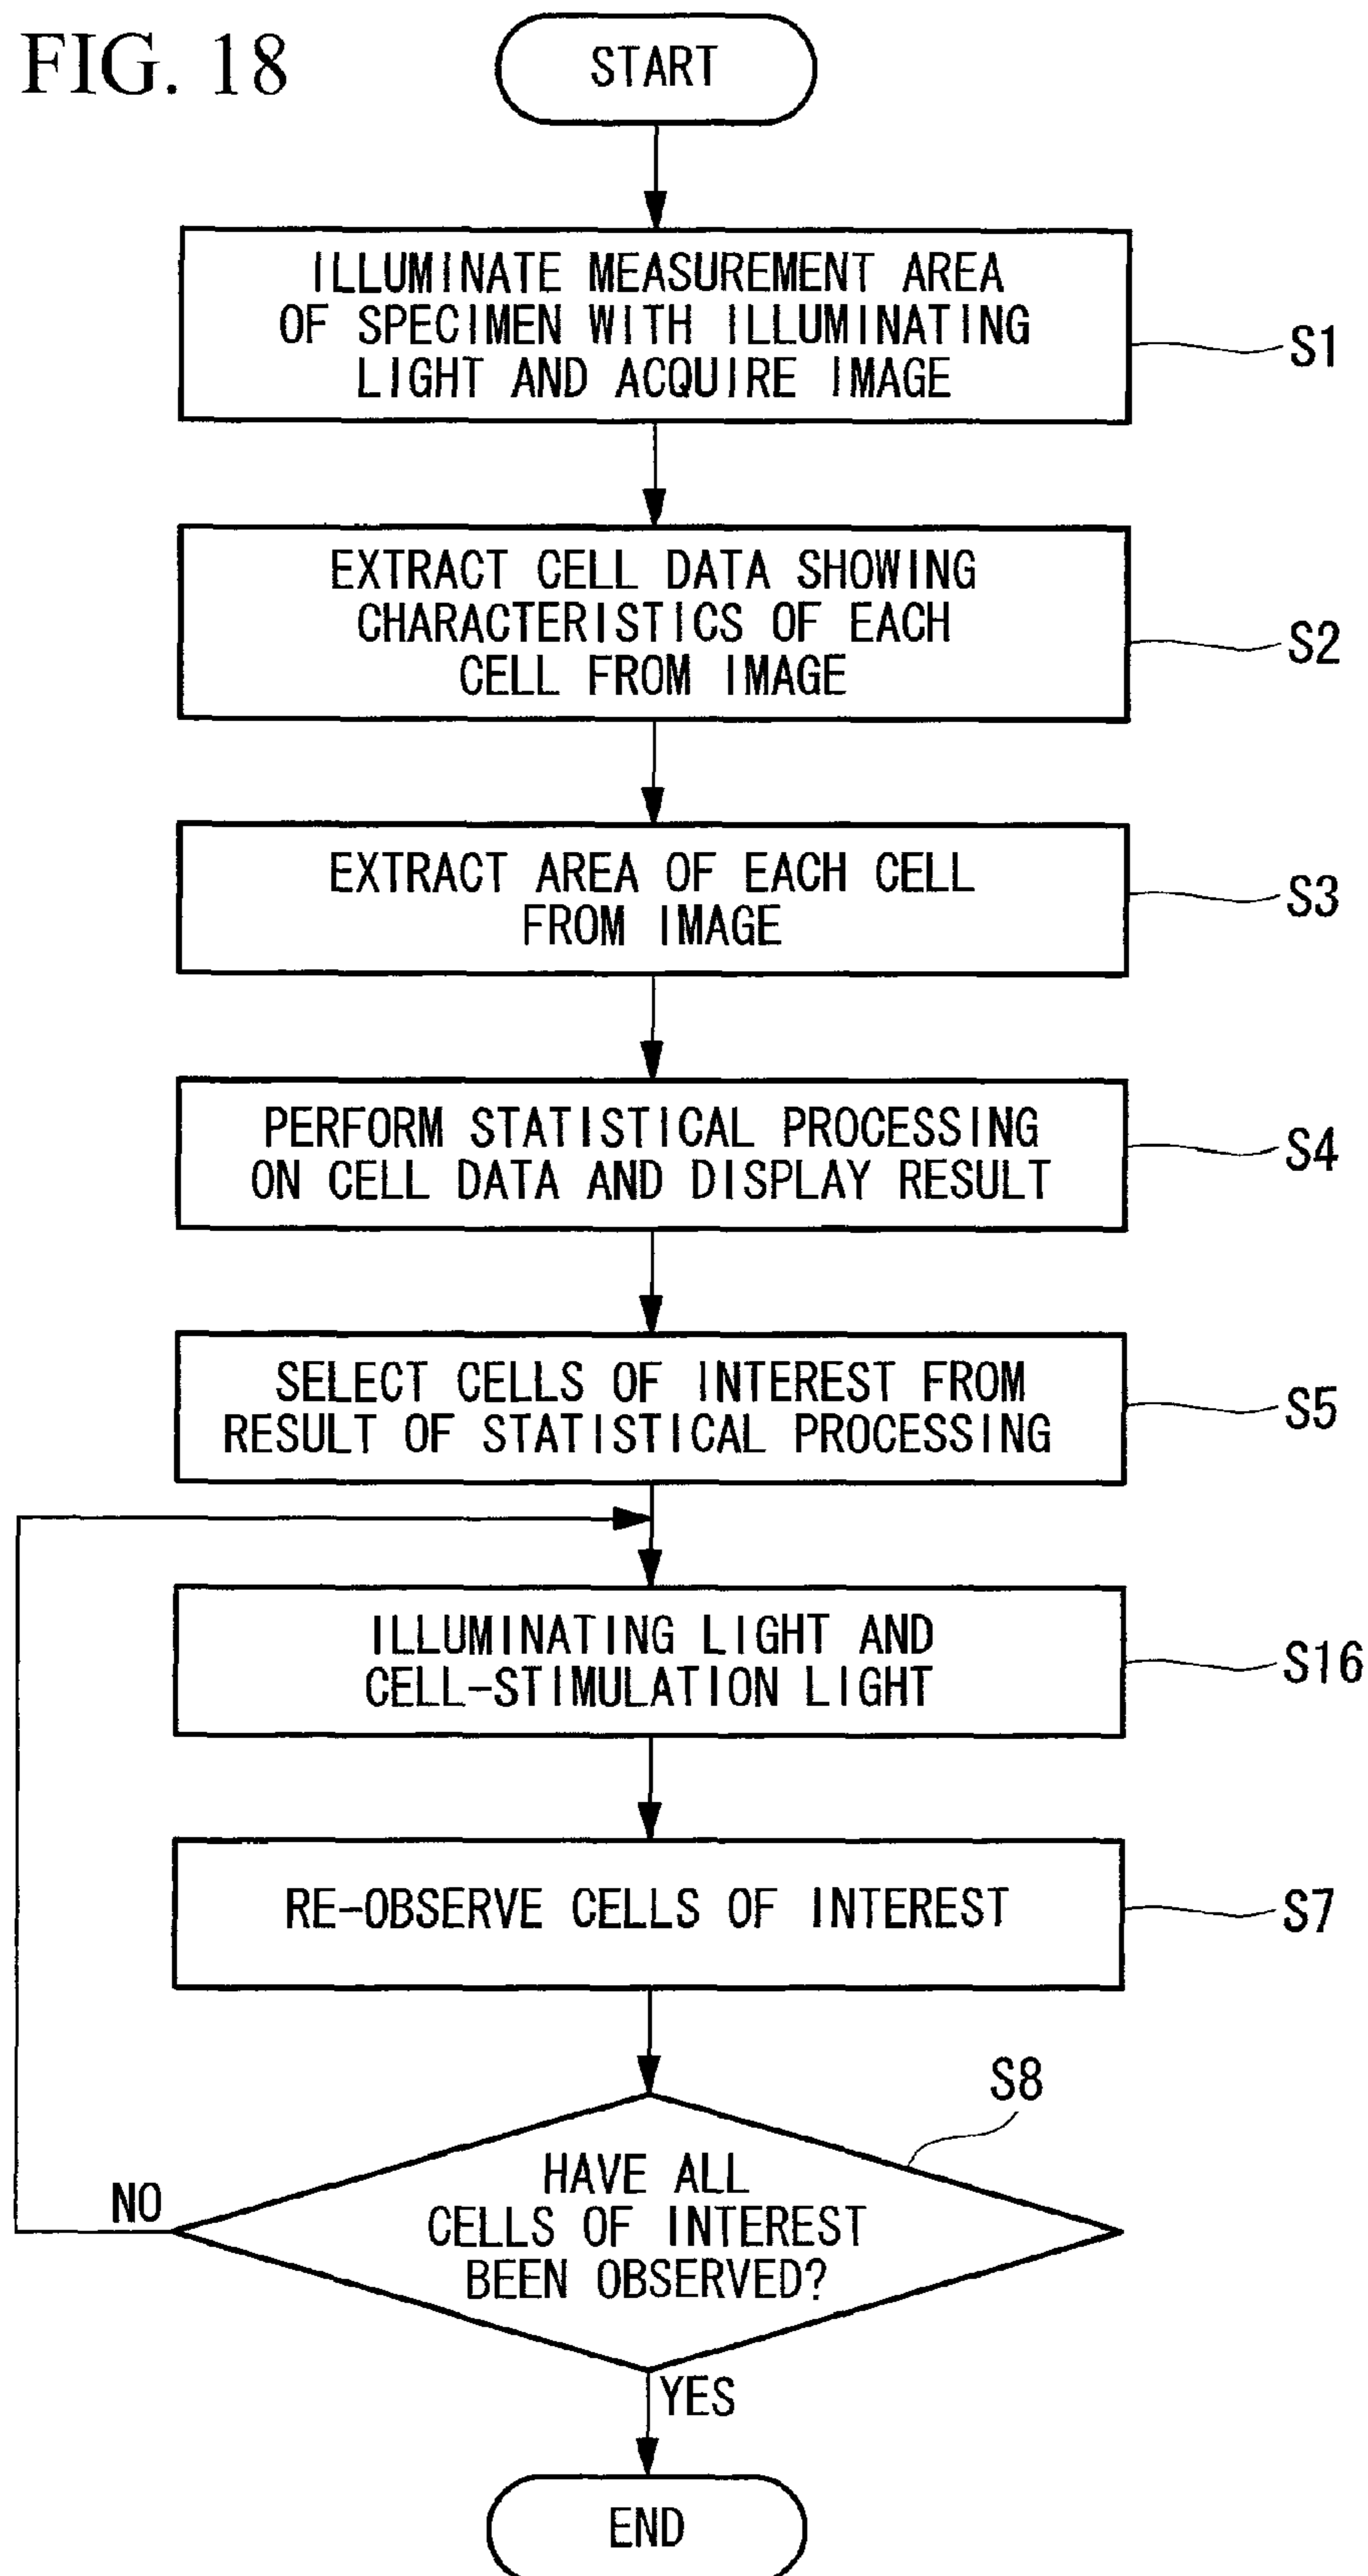 FIG. 18
START
ILLUMINATE MEASUREMENT AREA
OF SPECIMEN WITH ILLUMINATING
LIGHT AND ACQUIRE IMAGE
S1
EXTRACT CELL DATA SHOWING
CHARACTERISTICS OF EACH
CELL FROM IMAGE
S2
EXTRACT AREA OF EACH CELL
FROM IMAGE
S3
PERFORM STATISTICAL PROCESSING
ON CELL DATA AND DISPLAY RESULT
S4
SELECT CELLS OF INTEREST FROM
RESULT OF STATISTICAL PROCESSING
S5
ILLUMINATING LIGHT AND
CELL-STIMULATION LIGHT
S16
RE-OBSERVE CELLS OF INTEREST
S7
S8
HAVE ALL
CELLS OF INTEREST
BEEN OBSERVED?
NO
YES
END